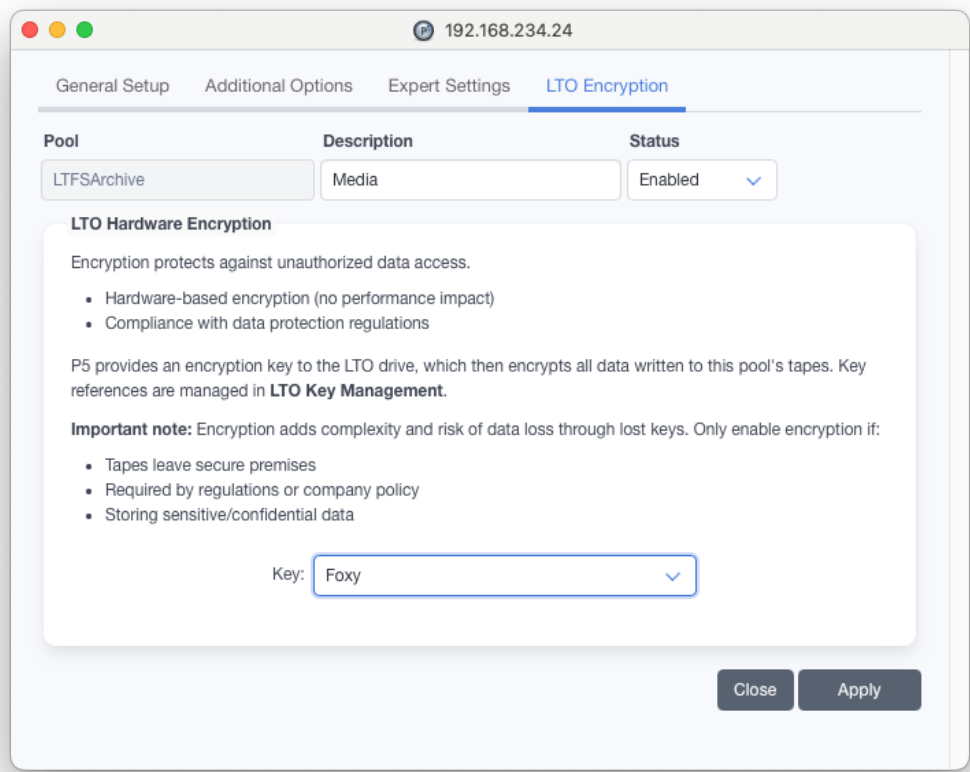 192.168.234.24
General Setup Additional Options Expert Settings LTO Encryption
Pool Description Status
LTFSArchive Media Enabled
LTO Hardware Encryption
Encryption protects against unauthorized data access.
• Hardware-based encryption (no performance impact)
• Compliance with data protection regulations
P5 provides an encryption key to the LTO drive, which then encrypts all data written to this pool's tapes. Key
references are managed in LTO Key Management.
Important note: Encryption adds complexity and risk of data loss through lost keys. Only enable encryption if:
• Tapes leave secure premises
• Required by regulations or company policy
• Storing sensitive/confidential data
Key: Foxy
Close Apply